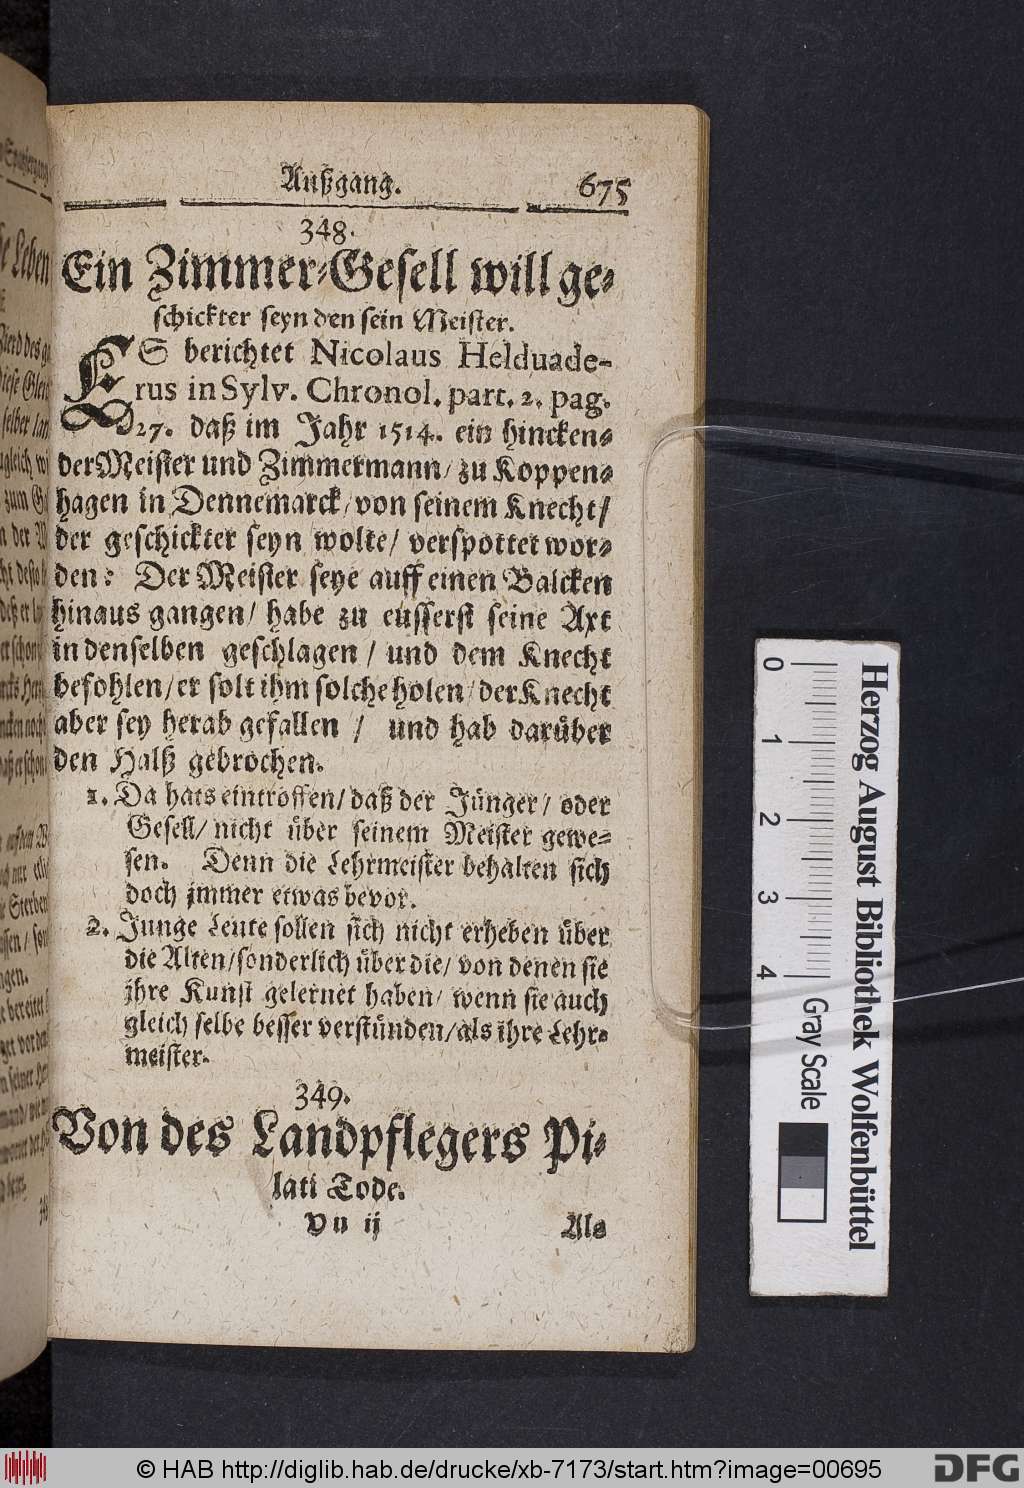 Außgang. 675
348.
Ein Zimmer-Gesell will ge-
schickter seyn den sein Meister.
ES berichtet Nicolaus Helduade-
rus in Sylv. Chronol. part. 2. pag.
27. daß im Jahr 1514. ein hincken-
der Meister und Zimmermann/ zu Koppen-
hagen in Dennemarck/ von seinem Knecht/
der geschickter seyn wolte/ verspottet wor-
den: Der Meister seye auff einen Balcken
hinaus gangen/ habe zu eusserst seine Axt
in denselben geschlagen/ und dem Knecht
befohlen/ er solt ihm solche holen/ der Knecht
aber sey herab gefallen/ und hab darüber
den Halß gebrochen.
1. Da hats eintroffen/ daß der Jünger/ oder
Gesell/ nicht über seinem Meister gewe-
sen. Denn die Lehrmeister behalten sich
doch jmmer etwas bevor.
2. Junge Leute sollen sich nicht erheben über
die Alten/ sonderlich über die/ von denen sie
jhre Kunst gelernet haben/ wenn sie auch
gleich selbe besser verstünden/ als ihre Lehr-
meister.
349.
Von des Landpflegers Pi-
lati Tode.
Vu ij Als
0 1 2 3 4 Gray Scale
Herzog August Bibliothek Wolfenbüttel
© HAB http://diglib.hab.de/drucke/xb-7173/start.htm?image=00695
DFG